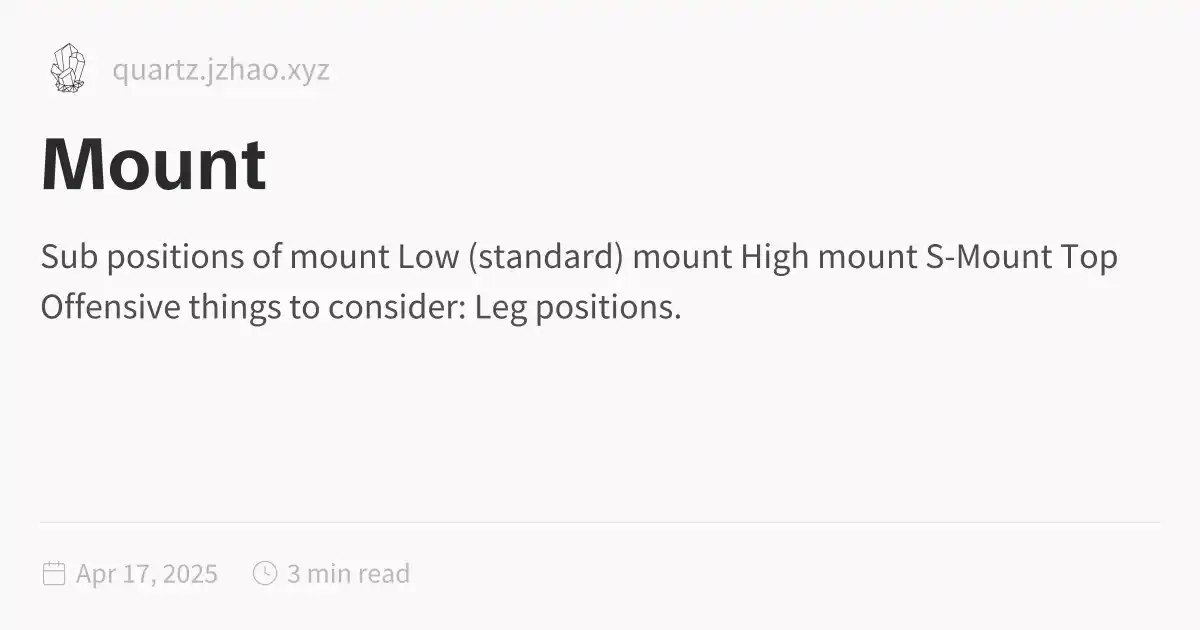 quartz.jzhao.xyz
Mount
Sub positions of mount Low (standard) mount High mount S-Mount Top
Offensive things to consider: Leg positions.
Apr 17, 2025 3 min read